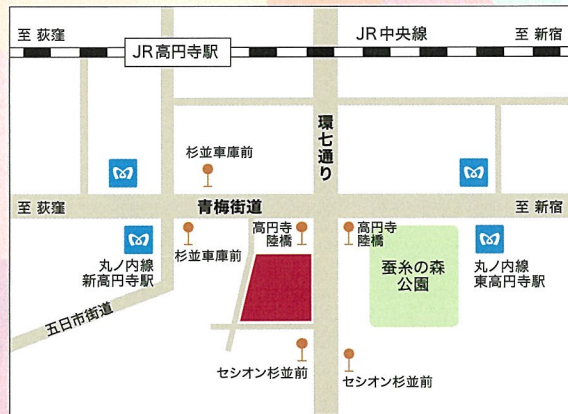 至 荻窪
JR高円寺駅
JR中央線
至 新宿
環七通り
杉並車庫前
至 荻窪
青梅街道
至 新宿
高円寺
陸橋
高円寺
陸橋
杉並車庫前
丸ノ内線
新高円寺駅
蚕糸の森
公園
丸ノ内線
東高円寺駅
五日市街道
セシオン杉並前
セシオン杉並前